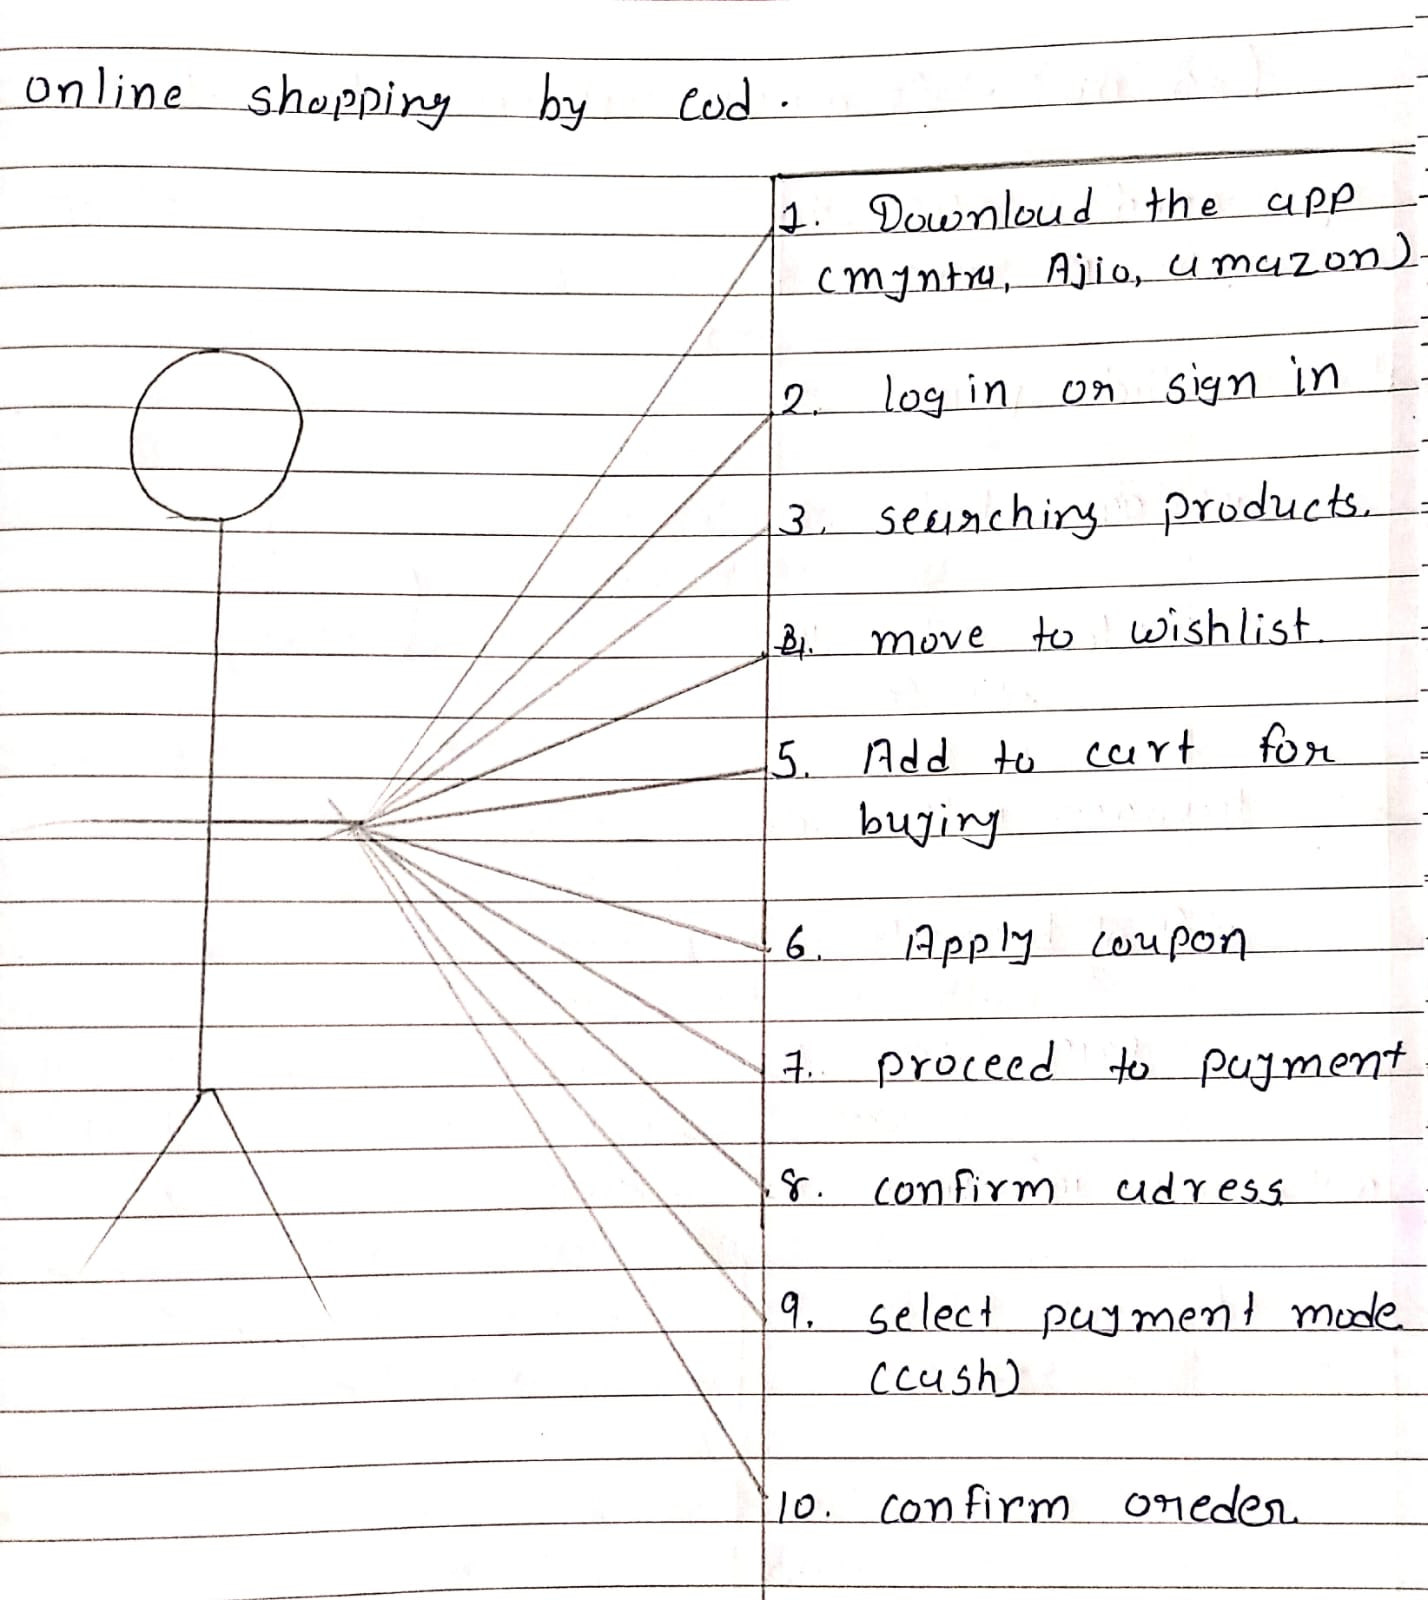 online shopping by cod.
1. Download the app
(myntra, Ajio, amazon)
2. log in or sign in
3. searching products.
4. move to wishlist.
5. Add to cart for
buying
6. Apply coupon
7. proceed to payment
8. confirm adress
9. select payment mode
(cash)
10. confirm oreder